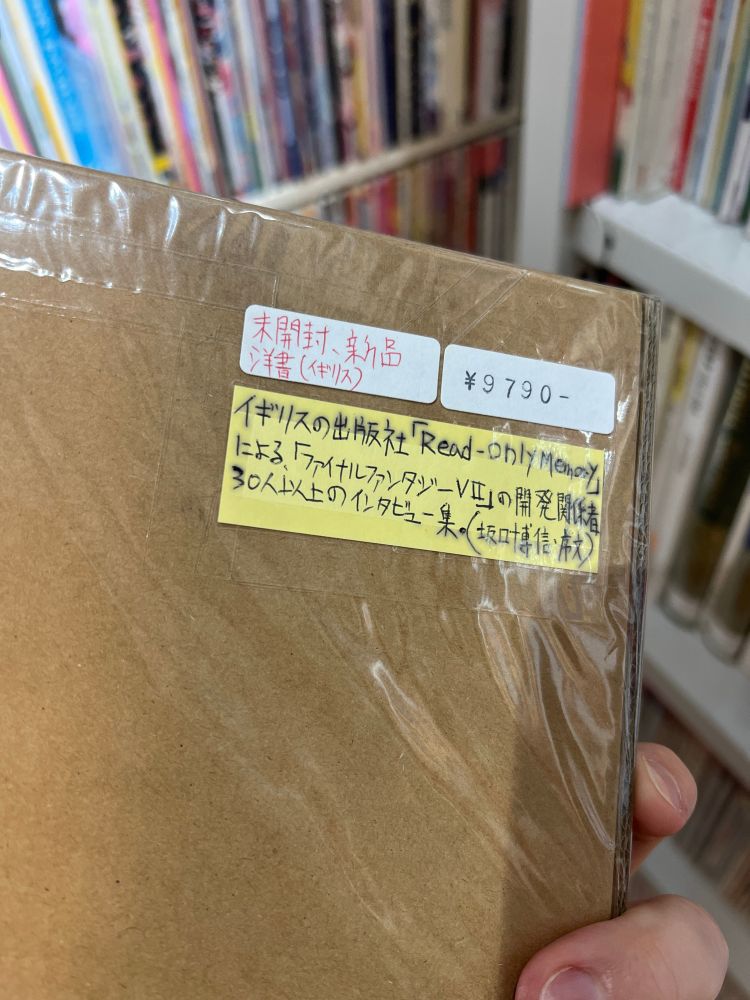 未開封、新品
洋書(イギリス)
¥9790-
イギリスの出版社「Read-Only Memory」
による、「ファイナルファンタジーⅦ」の開発関係者
30人以上のインタビュー集。(坂口博信・序文)